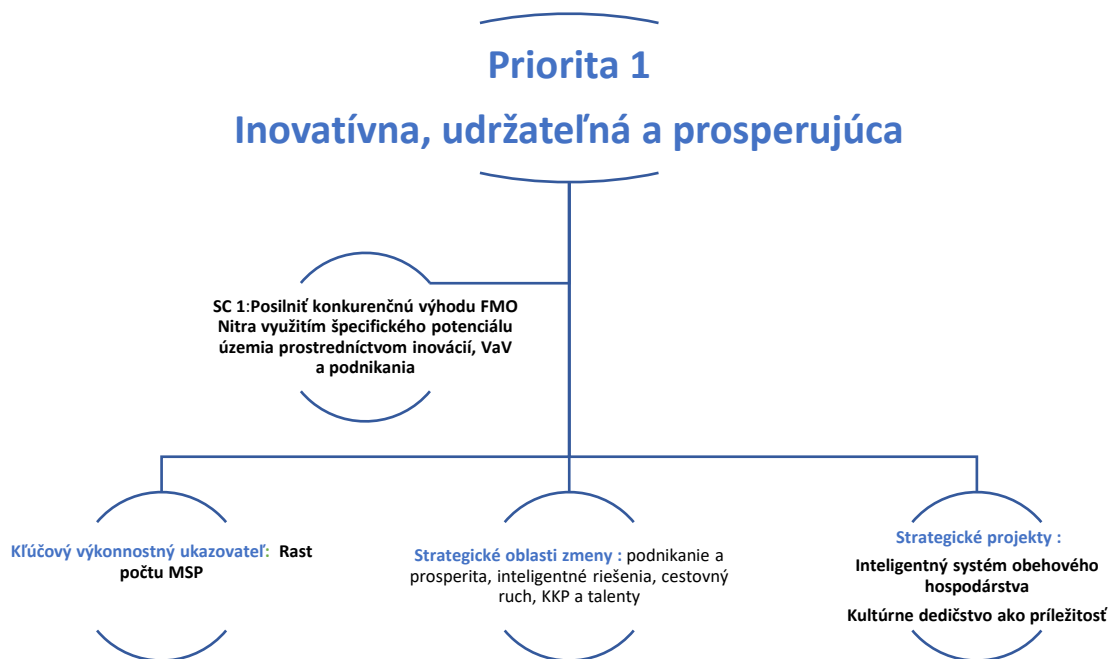 Priorita 1
Inovatívna, udržateľná a prosperujúca
SC 1:Posilniť konkurenčnú výhodu FMO
Nitra využitím špecifického potenciálu
územia prostredníctvom inovácií, VaV
a podnikania
Kľúčový výkonnostný ukazovateľ: Rast
počtu MSP
Strategické oblasti zmeny : podnikanie a
prosperita, inteligentné riešenia, cestovný
ruch, KKP a talenty
Strategické projekty :
Inteligentný systém obehového
hospodárstva
Kultúrne dedičstvo ako príležitosť